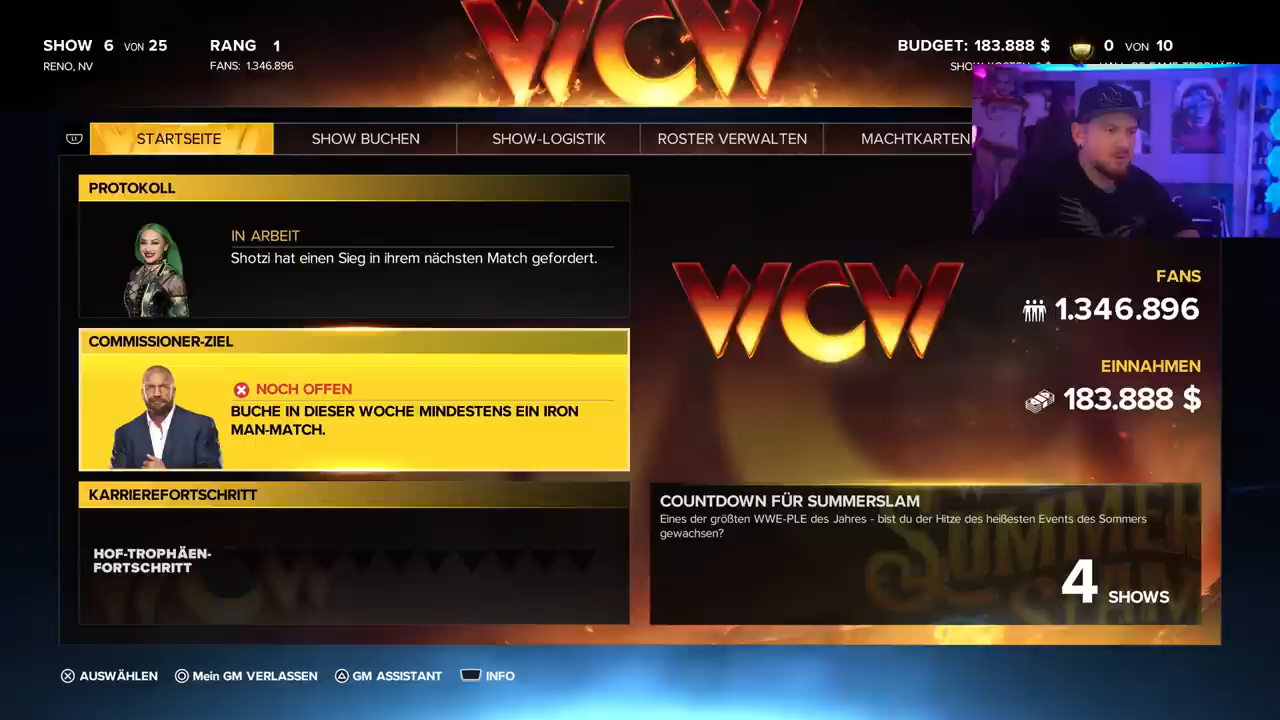 WCW
SHOW 6 VON 25
RENO, NV
RANG 1
FANS: 1.346.896
BUDGET: 183.888 $
0 VON 10
STARTSEITE
SHOW BUCHEN
SHOW-LOGISTIK
ROSTER VERWALTEN
MACHTKARTEN
PROTOKOLL
IN ARBEIT
Shotzi hat einen Sieg in ihrem nächsten Match gefordert.
COMMISSIONER-ZIEL
NOCH OFFEN
BUCHE IN DIESER WOCHE MINDESTENS EIN IRON
MAN-MATCH.
KARRIEREFORTSCHRITT
HOF-TROPHÄEN-
FORTSCHRITT
WCW
FANS
1.346.896
EINNAHMEN
183.888 $
COUNTDOWN FÜR SUMMERSLAM
Eines der größten WWE-PLE des Jahres - bist du der Hitze des heißesten Events des Sommers
gewachsen?
SUMMER
SLAM
4 SHOWS
AUSWÄHLEN
Mein GM VERLASSEN
GM ASSISTANT
INFO